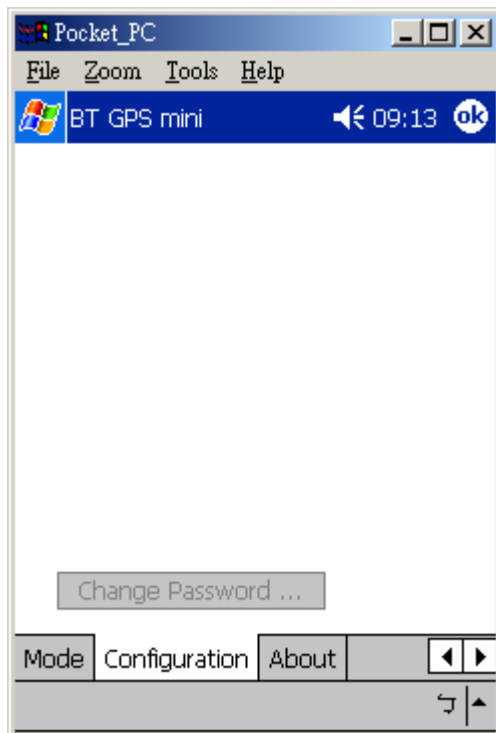 Pocket_PC
File Zoom Tools Help
BT GPS mini 09:13 ok
Change Password ...
Mode Configuration About
ㄅ